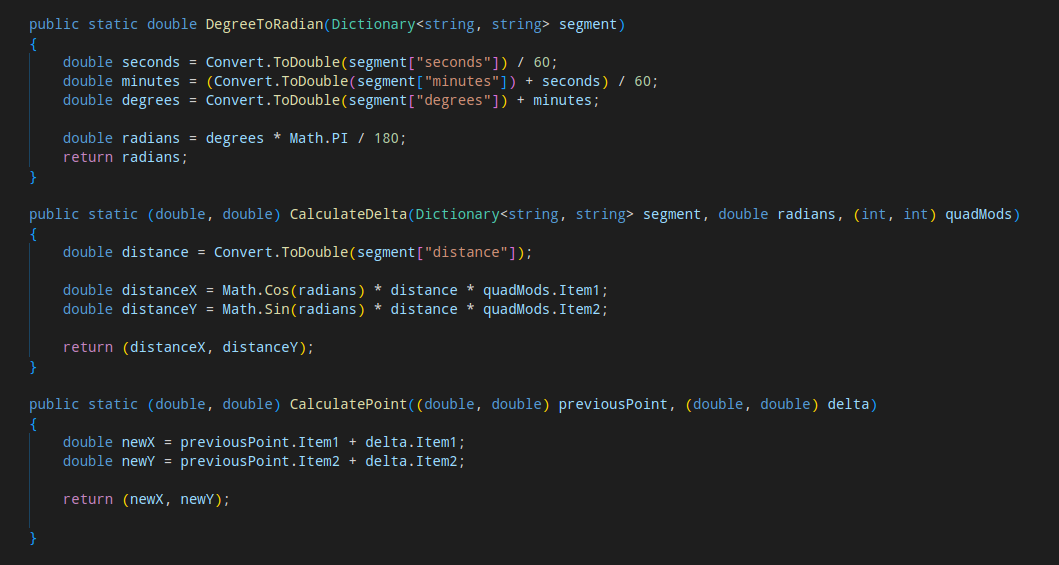 public static double DegreeToRadian(Dictionary<string, string> segment)
{
    double seconds = Convert.ToDouble(segment["seconds"]) / 60;
    double minutes = (Convert.ToDouble(segment["minutes"]) + seconds) / 60;
    double degrees = Convert.ToDouble(segment["degrees"]) + minutes;

    double radians = degrees * Math.PI / 180;
    return radians;
}

public static (double, double) CalculateDelta(Dictionary<string, string> segment, double radians, (int, int) quadMods)
{
    double distance = Convert.ToDouble(segment["distance"]);

    double distanceX = Math.Cos(radians) * distance * quadMods.Item1;
    double distanceY = Math.Sin(radians) * distance * quadMods.Item2;

    return (distanceX, distanceY);
}

public static (double, double) CalculatePoint((double, double) previousPoint, (double, double) delta)
{
    double newX = previousPoint.Item1 + delta.Item1;
    double newY = previousPoint.Item2 + delta.Item2;

    return (newX, newY);

}